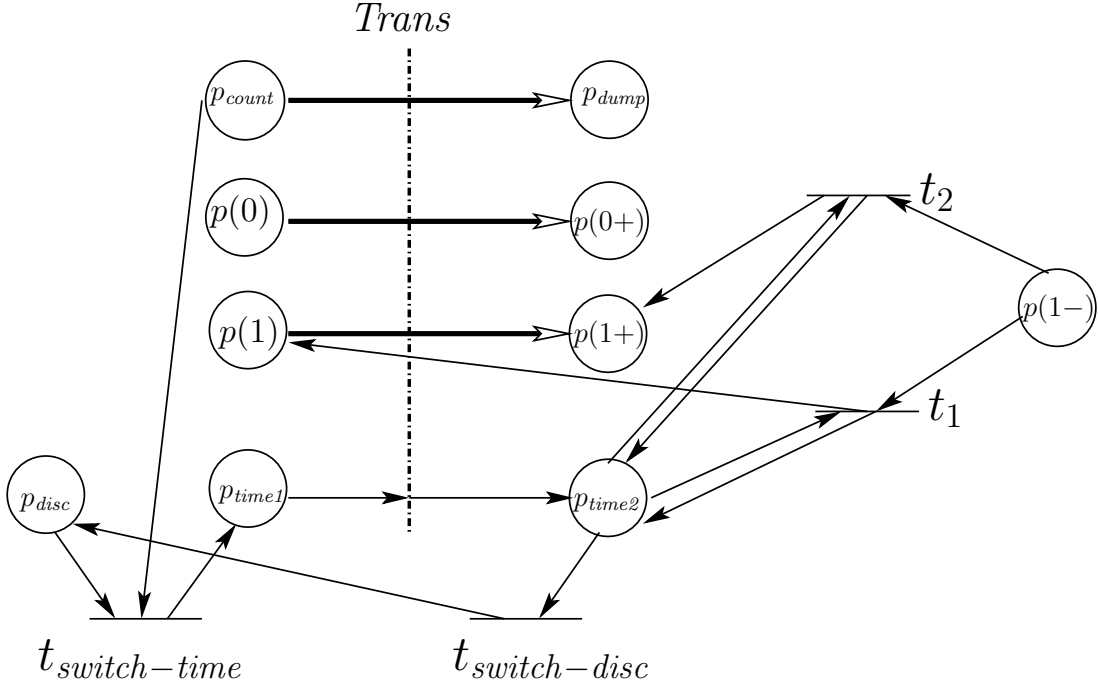 Trans
p_count p_dump
p(0) p(0+)
t_2
p(1) p(1+) p(1−)
t_1
p_disc p_time1 p_time2
t_switch−time t_switch−disc